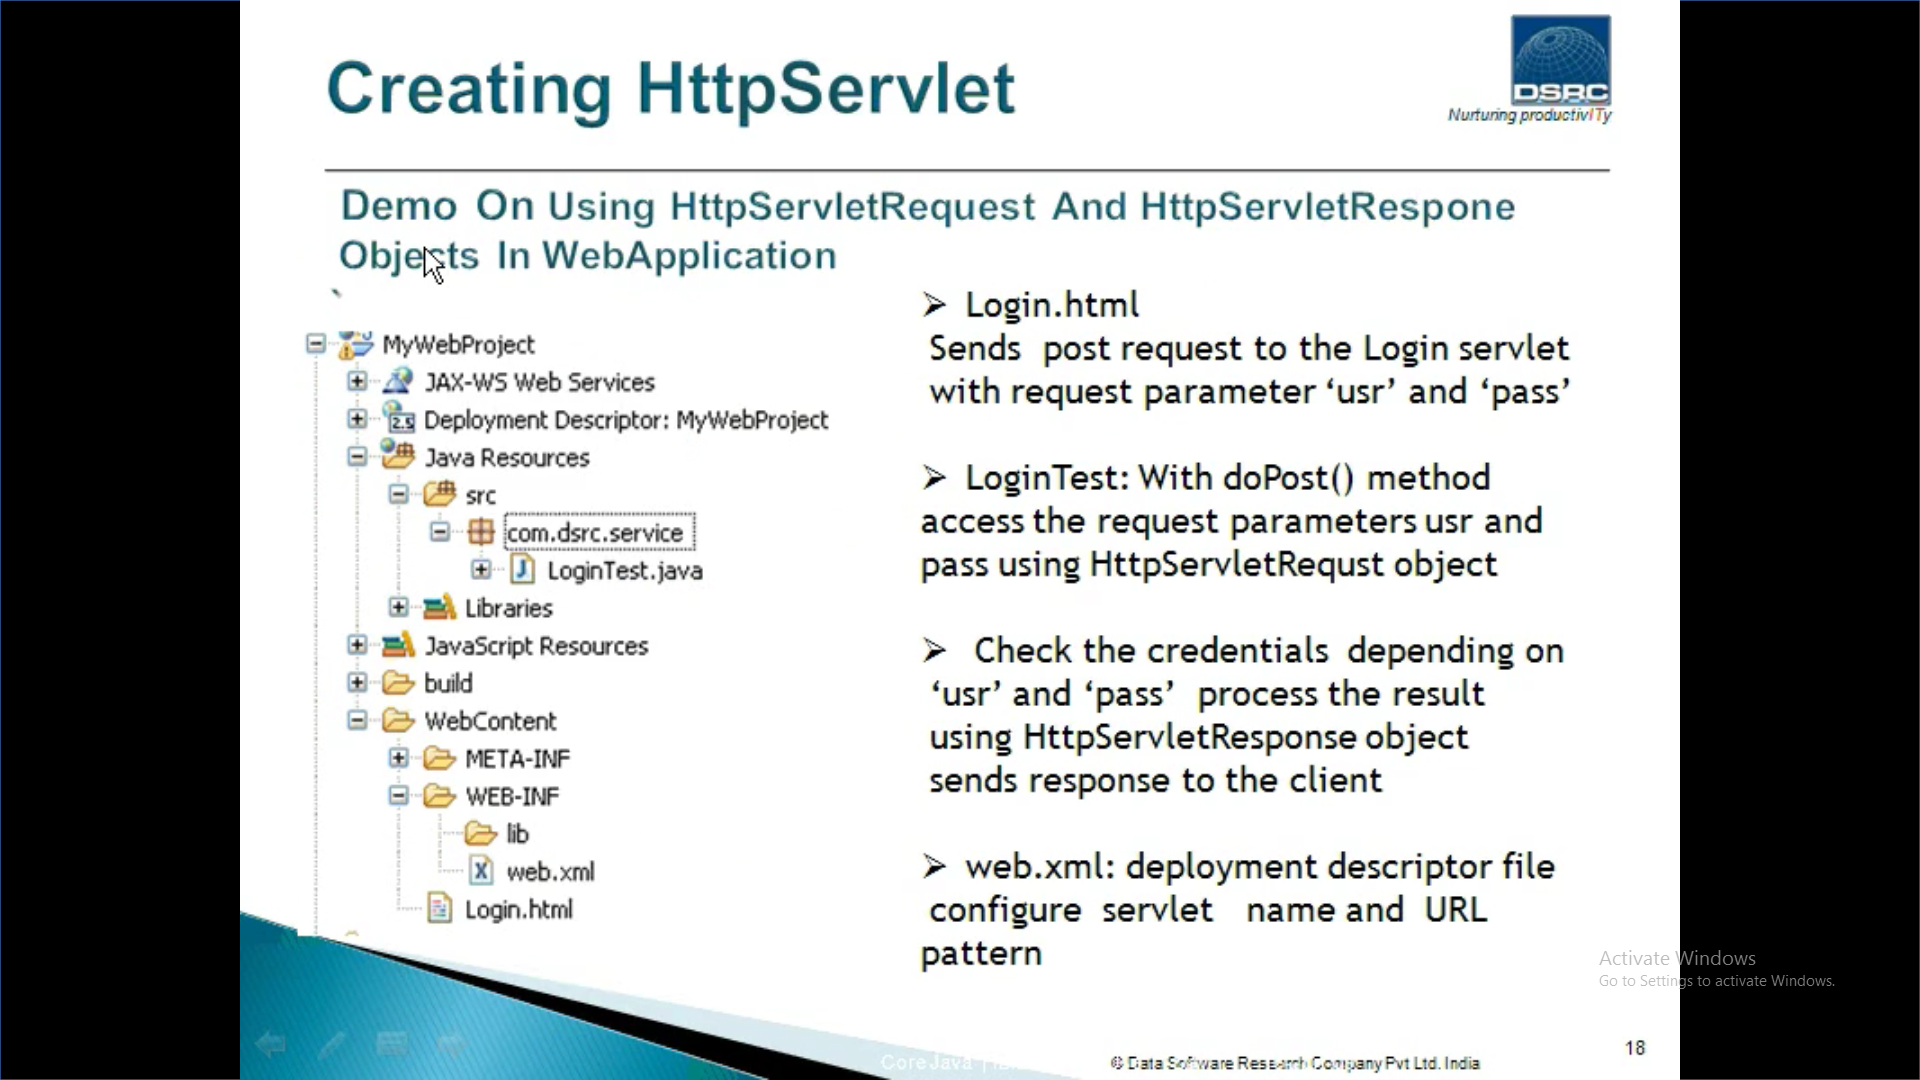 Creating HttpServlet
DSRC
Nurturing productivITy
Demo On Using HttpServletRequest And HttpServletRespone
Objects In WebApplication
MyWebProject
JAX-WS Web Services
Deployment Descriptor: MyWebProject
2.5
Java Resources
src
com.dsrc.service
LoginTest.java
Libraries
JavaScript Resources
build
WebContent
META-INF
WEB-INF
lib
web.xml
Login.html
➢ Login.html
Sends post request to the Login servlet
with request parameter ‘usr’ and ‘pass’
➢ LoginTest: With doPost() method
access the request parameters usr and
pass using HttpServletRequst object
➢ Check the credentials depending on
‘usr’ and ‘pass’ process the result
using HttpServletResponse object
sends response to the client
➢ web.xml: deployment descriptor file
configure servlet name and URL
pattern
Activate Windows
Go to Settings to activate Windows.
18
Core Java
© Data Software Research Company Pvt Ltd. India